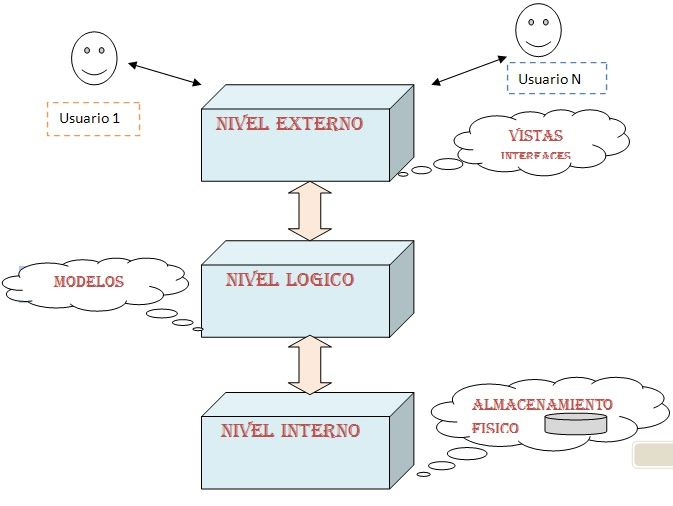 Usuario 1
Usuario N
NIVEL EXTERNO
VISTAS
INTERFACES
NIVEL LOGICO
MODELOS
NIVEL INTERNO
ALMACENAMIENTO
FISICO